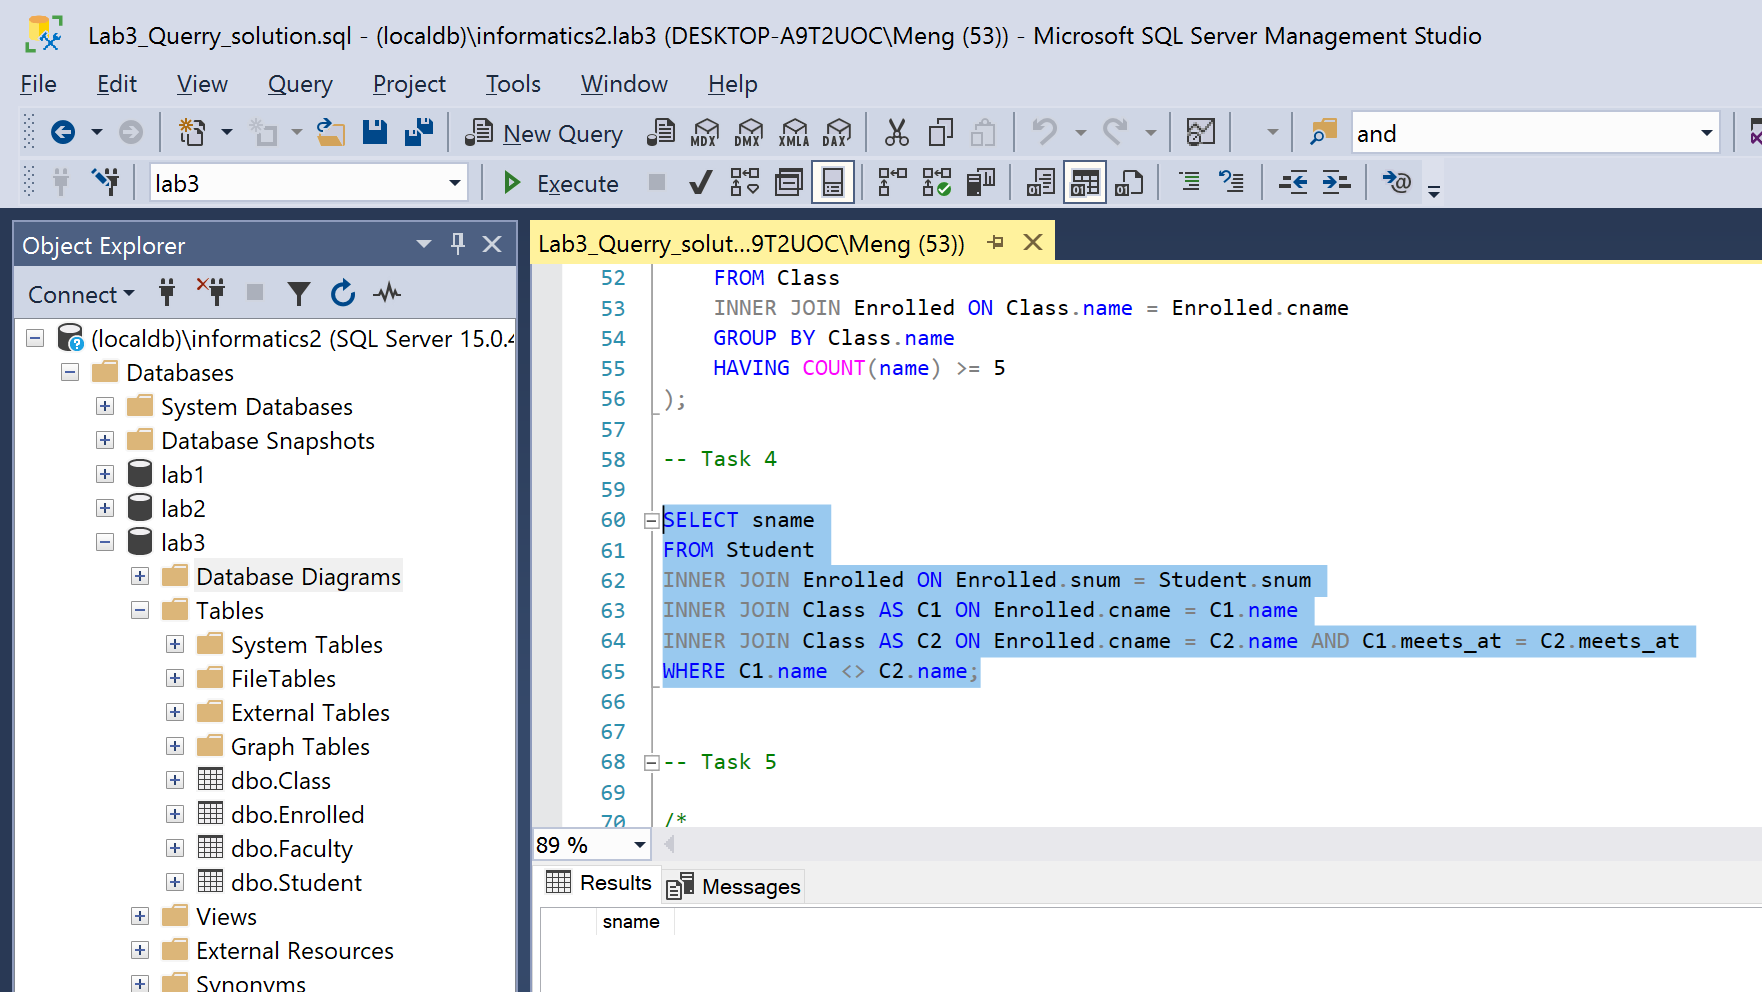 Lab3_Querry_solution.sql - (localdb)\informatics2.lab3 (DESKTOP-A9T2UOC\Meng (53)) - Microsoft SQL Server Management Studio
File Edit View Query Project Tools Window Help
New Query MDX DMX XMLA DAX and
lab3 Execute
Object Explorer
Connect
(localdb)\informatics2 (SQL Server 15.0.4
Databases
System Databases
Database Snapshots
lab1
lab2
lab3
Database Diagrams
Tables
System Tables
FileTables
External Tables
Graph Tables
dbo.Class
dbo.Enrolled
dbo.Faculty
dbo.Student
Views
External Resources
Synonyms
Lab3_Querry_solut...9T2UOC\Meng (53))
52 FROM Class
53 INNER JOIN Enrolled ON Class.name = Enrolled.cname
54 GROUP BY Class.name
55 HAVING COUNT(name) >= 5
56 );
57
58 -- Task 4
59
60 SELECT sname
61 FROM Student
62 INNER JOIN Enrolled ON Enrolled.snum = Student.snum
63 INNER JOIN Class AS C1 ON Enrolled.cname = C1.name
64 INNER JOIN Class AS C2 ON Enrolled.cname = C2.name AND C1.meets_at = C2.meets_at
65 WHERE C1.name <> C2.name;
66
67
68 -- Task 5
69
70 /*
89 %
Results Messages
sname